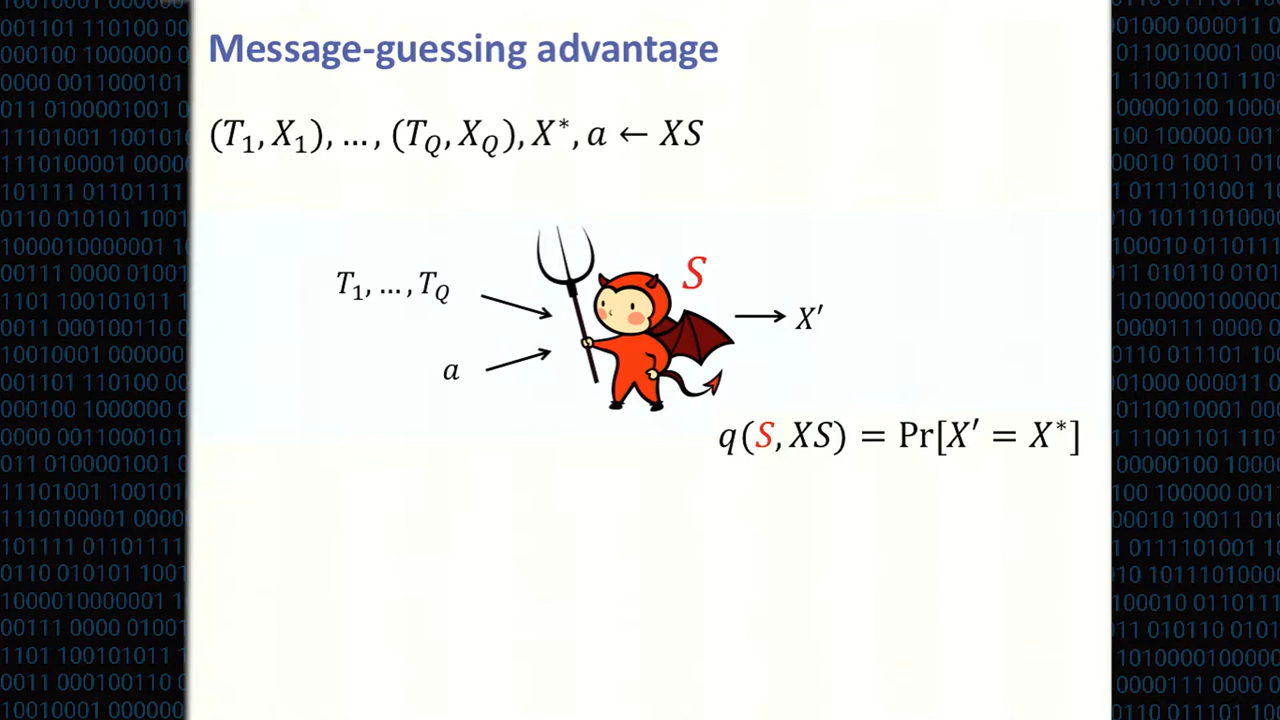 Message-guessing advantage
(T₁, X₁), …, (T_Q, X_Q), X*, a ← XS
T₁, …, T_Q
S
X′
a
q(S, XS) = Pr[X′ = X*]